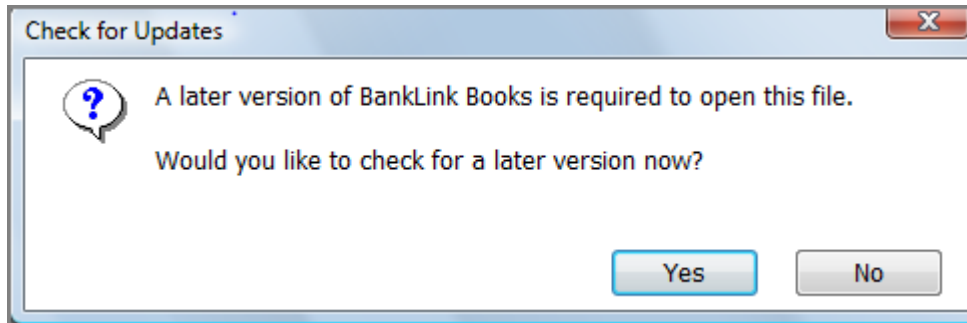 Check for Updates
A later version of BankLink Books is required to open this file.
Would you like to check for a later version now?
Yes
No